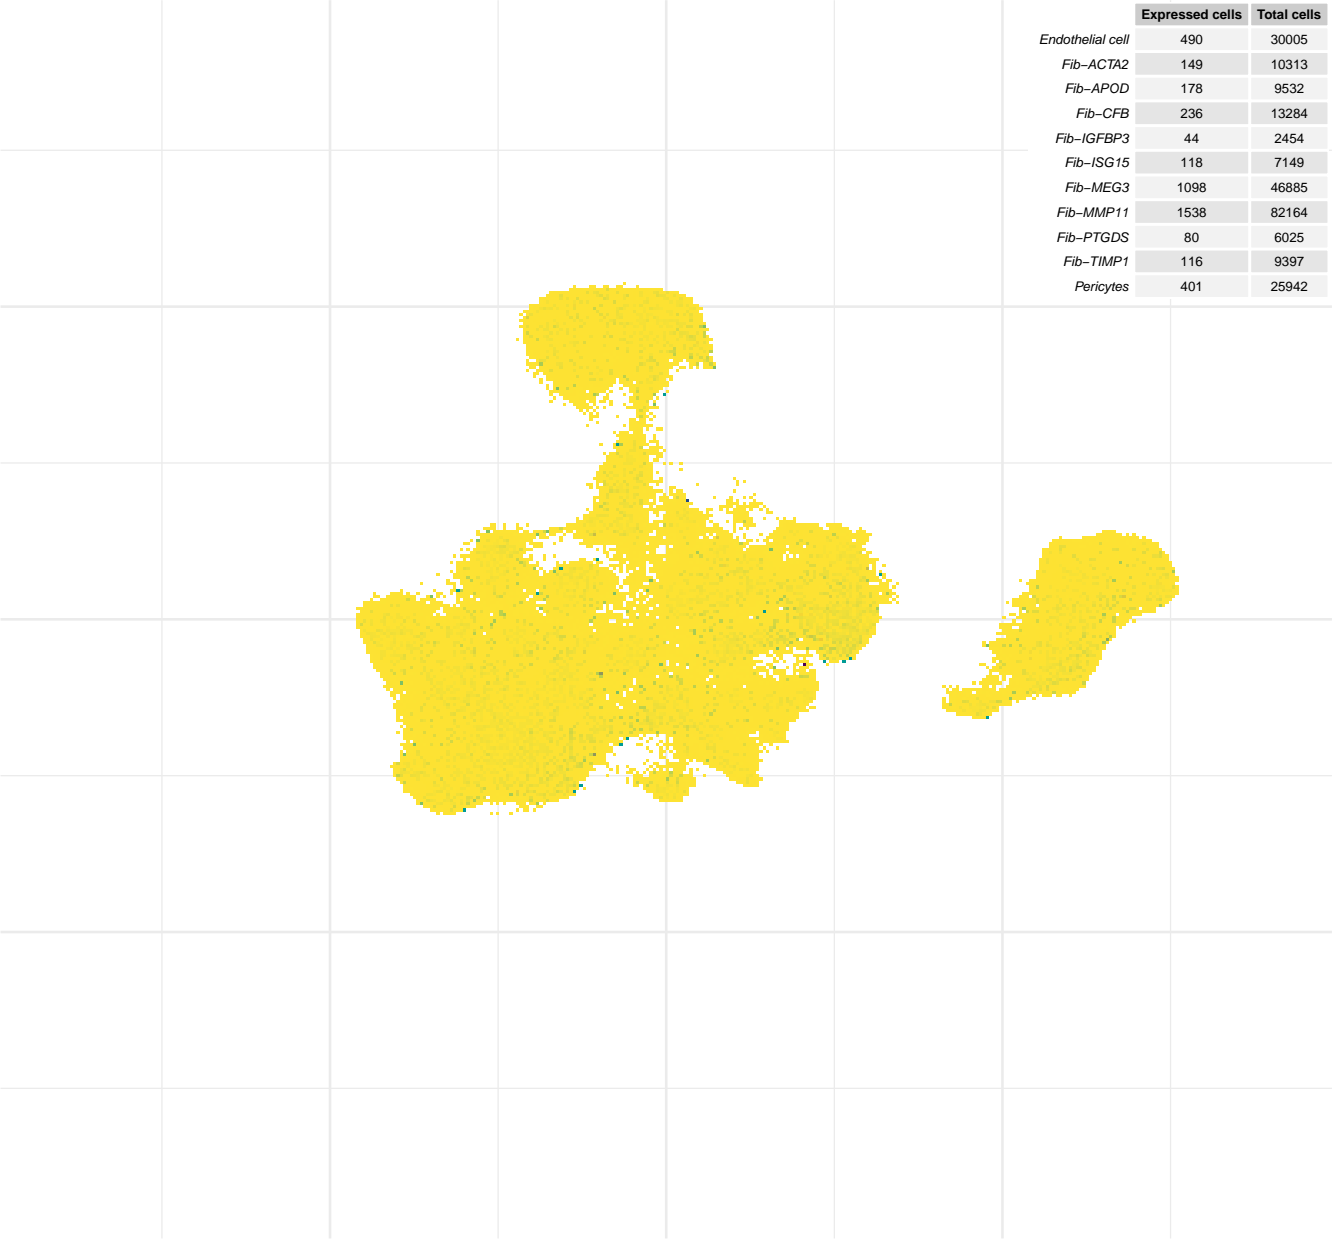 Expressed cells Total cells
Endothelial cell 490 30005
Fib−ACTA2 149 10313
Fib−APOD 178 9532
Fib−CFB 236 13284
Fib−IGFBP3 44 2454
Fib−ISG15 118 7149
Fib−MEG3 1098 46885
Fib−MMP11 1538 82164
Fib−PTGDS 80 6025
Fib−TIMP1 116 9397
Pericytes 401 25942